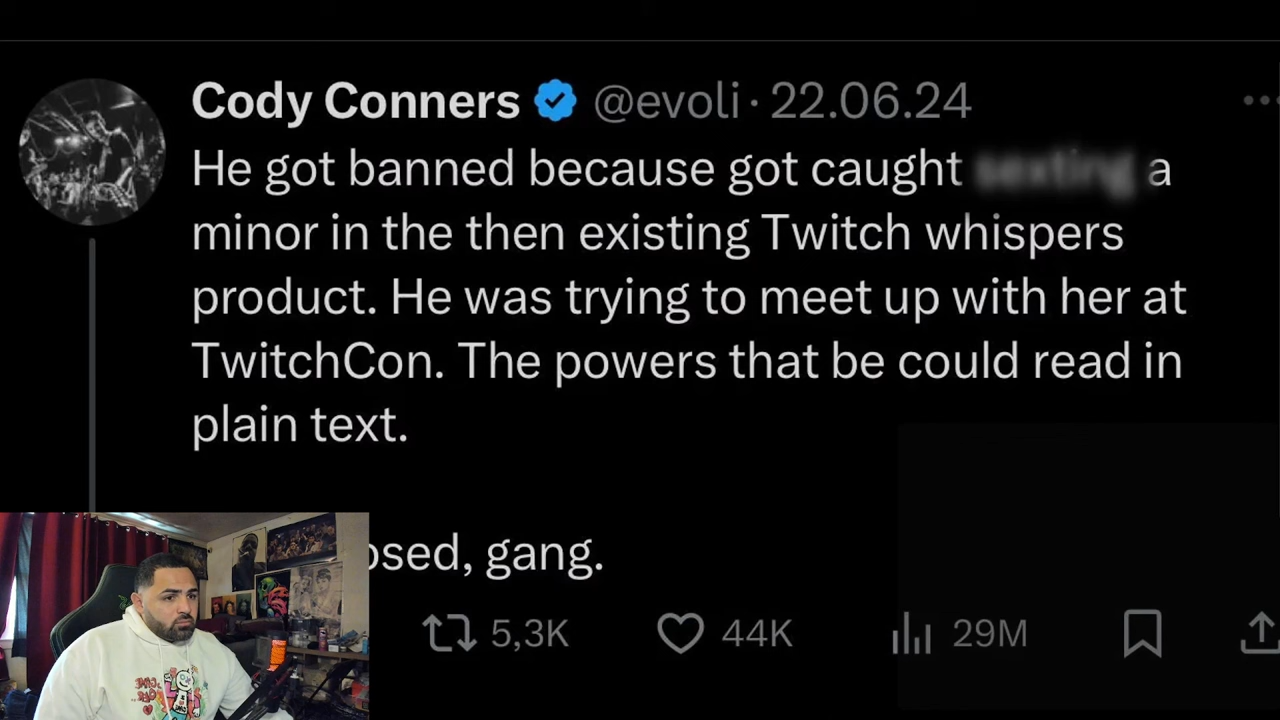 Cody Conners @evoli · 22.06.24
He got banned because got caught sexting a
minor in the then existing Twitch whispers
product. He was trying to meet up with her at
TwitchCon. The powers that be could read in
plain text.
osed, gang.
5,3K 44K 29M